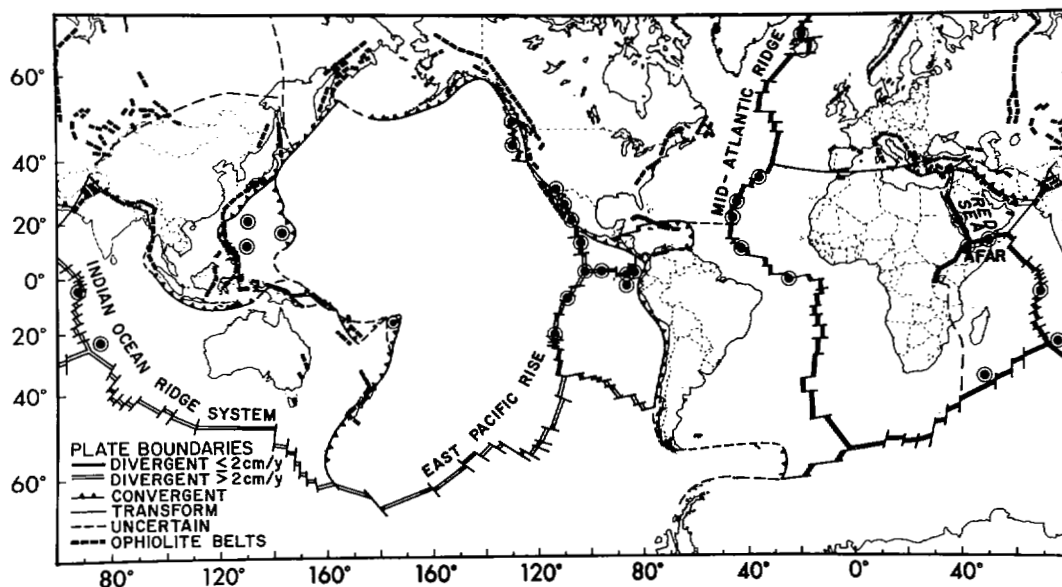 60°
40°
20°
0°
20°
40°
60°
MID-ATLANTIC RIDGE
RED SEA
AFAR
INDIAN OCEAN RIDGE SYSTEM
EAST PACIFIC RISE
PLATE BOUNDARIES
DIVERGENT ≤2cm/y
DIVERGENT >2cm/y
CONVERGENT
TRANSFORM
UNCERTAIN
OPHIOLITE BELTS
80° 120° 160° 160° 120° 80° 40° 0° 40°